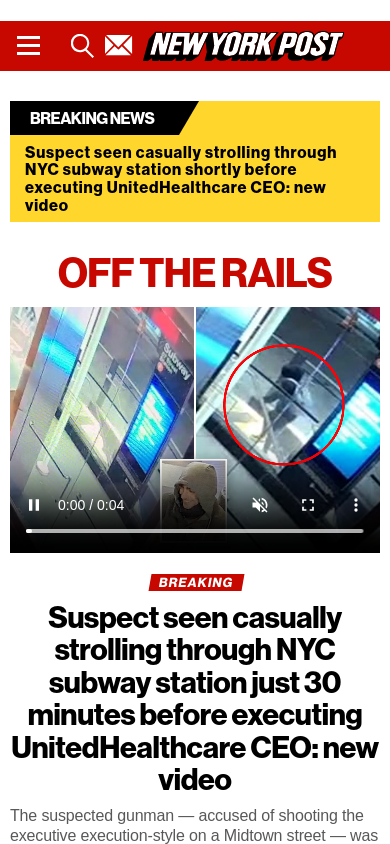 NEW YORK POST
BREAKING NEWS
Suspect seen casually strolling through
NYC subway station shortly before
executing UnitedHealthcare CEO: new
video
OFF THE RAILS
Subway
0:00 / 0:04
BREAKING
Suspect seen casually
strolling through NYC
subway station just 30
minutes before executing
UnitedHealthcare CEO: new
video
The suspected gunman — accused of shooting the
executive execution-style on a Midtown street — was